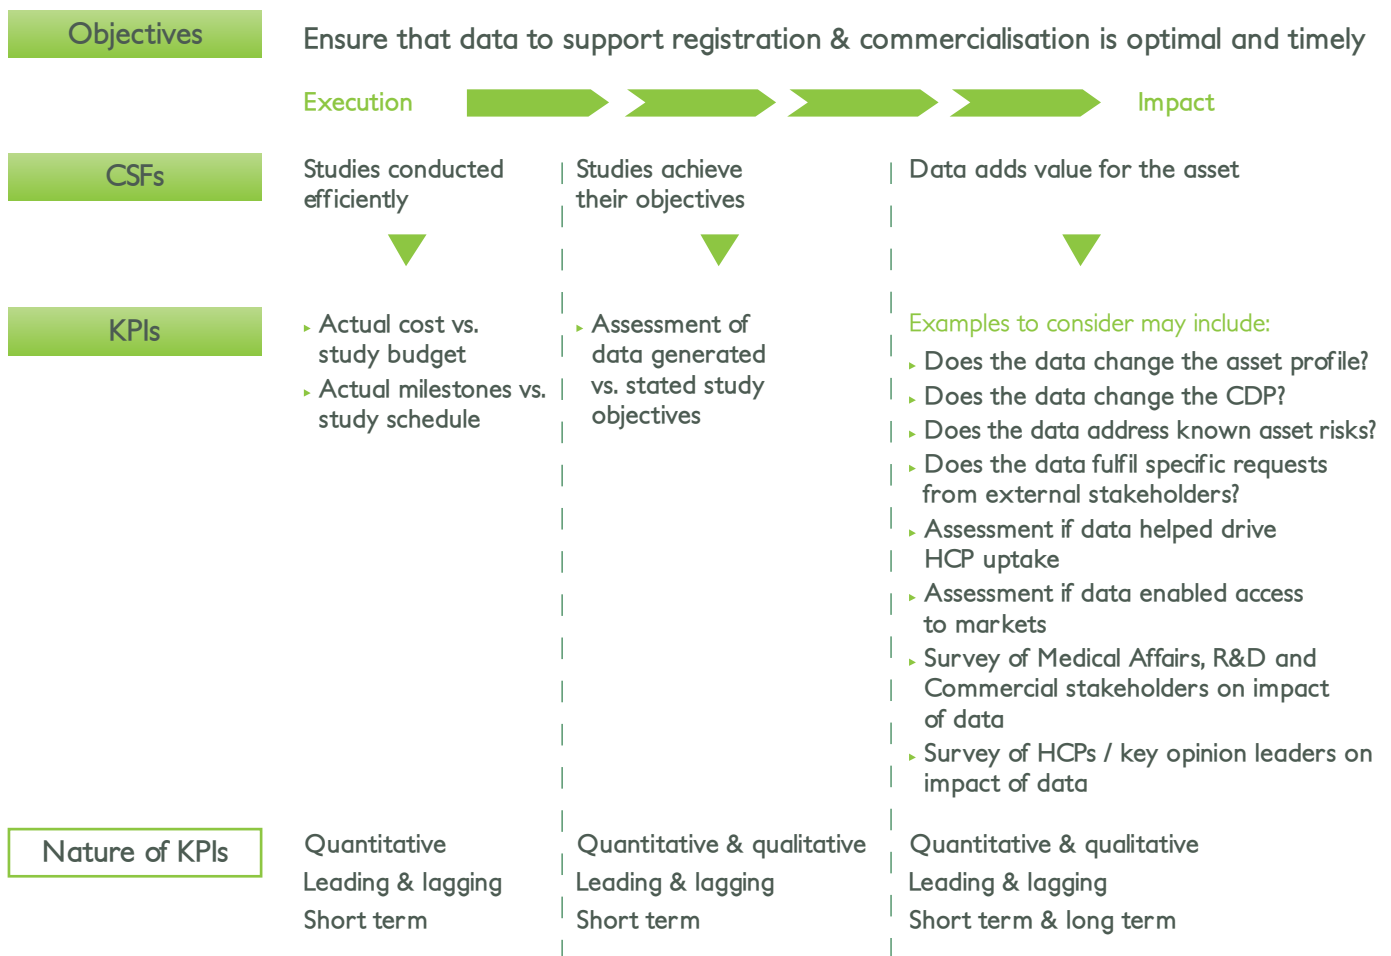 Objectives
Ensure that data to support registration & commercialisation is optimal and timely
Execution
Impact
CSFs
Studies conducted
efficiently
Studies achieve
their objectives
Data adds value for the asset
KPIs
Actual cost vs.
study budget
Actual milestones vs.
study schedule
Assessment of
data generated
vs. stated study
objectives
Examples to consider may include:
Does the data change the asset profile?
Does the data change the CDP?
Does the data address known asset risks?
Does the data fulfil specific requests
from external stakeholders?
Assessment if data helped drive
HCP uptake
Assessment if data enabled access
to markets
Survey of Medical Affairs, R&D and
Commercial stakeholders on impact
of data
Survey of HCPs / key opinion leaders on
impact of data
Nature of KPIs
Quantitative
Leading & lagging
Short term
Quantitative & qualitative
Leading & lagging
Short term
Quantitative & qualitative
Leading & lagging
Short term & long term